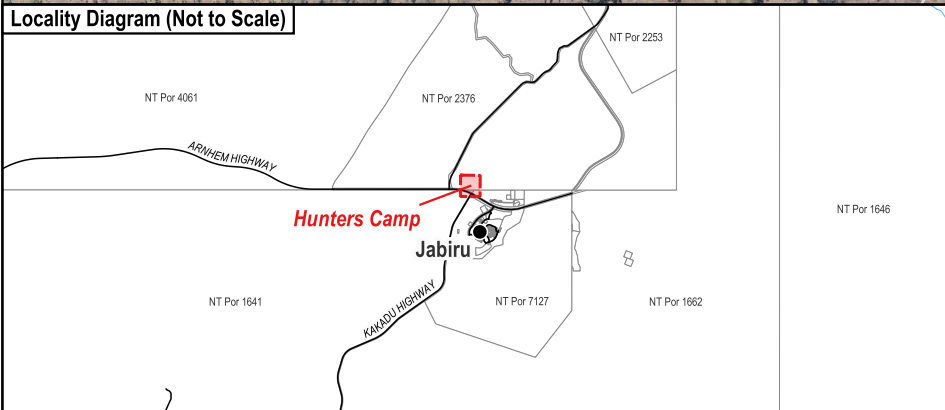 Locality Diagram (Not to Scale)
NT Por 2253
NT Por 4061
NT Por 2376
ARNHEM HIGHWAY
Hunters Camp
NT Por 1646
Jabiru
NT Por 1641
KAKADU HIGHWAY
NT Por 7127
NT Por 1662